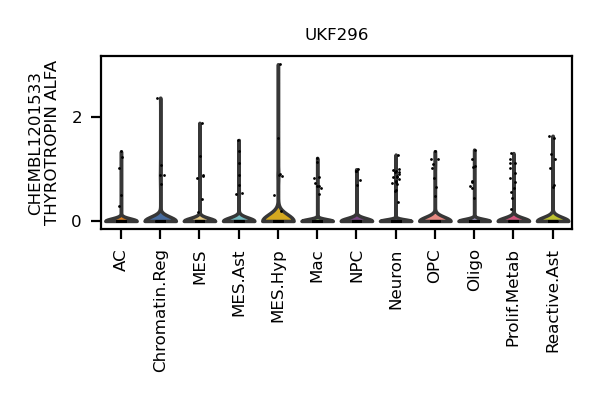 UKF296
CHEMBL1201533
THYROTROPIN ALFA
2
0
AC
Chromatin.Reg
MES
MES.Ast
MES.Hyp
Mac
NPC
Neuron
OPC
Oligo
Prolif.Metab
Reactive.Ast